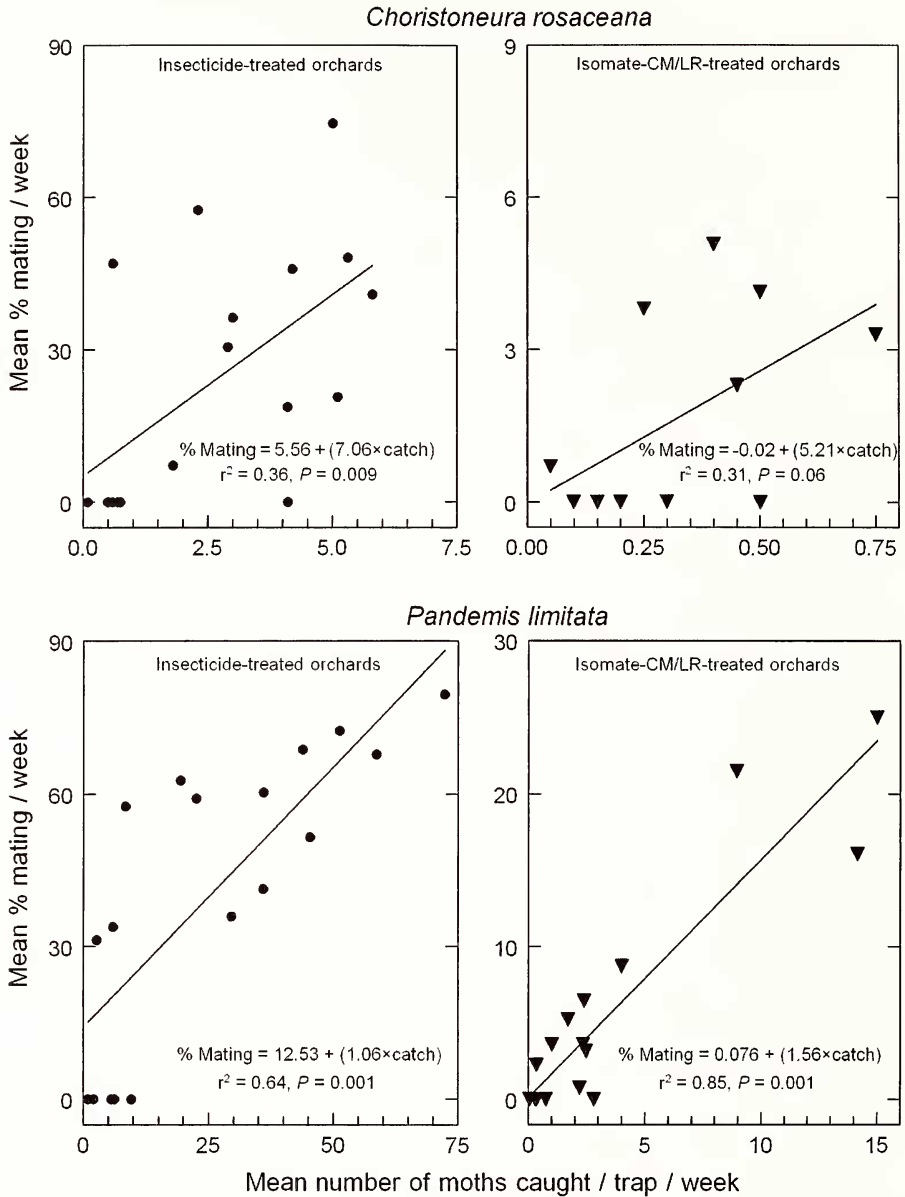 Choristoneura rosaceana
Insecticide-treated orchards
Isomate-CM/LR-treated orchards
Mean % mating / week
90
60
30
0
9
6
3
0
% Mating = 5.56 + (7.06×catch)
r² = 0.36, P = 0.009
% Mating = -0.02 + (5.21×catch)
r² = 0.31, P = 0.06
0.0
2.5
5.0
7.5
0.00
0.25
0.50
0.75
Pandemis limitata
Insecticide-treated orchards
Isomate-CM/LR-treated orchards
Mean % mating / week
90
60
30
0
30
20
10
0
% Mating = 12.53 + (1.06×catch)
r² = 0.64, P = 0.001
% Mating = 0.076 + (1.56×catch)
r² = 0.85, P = 0.001
0
25
50
75
0
5
10
15
Mean number of moths caught / trap / week